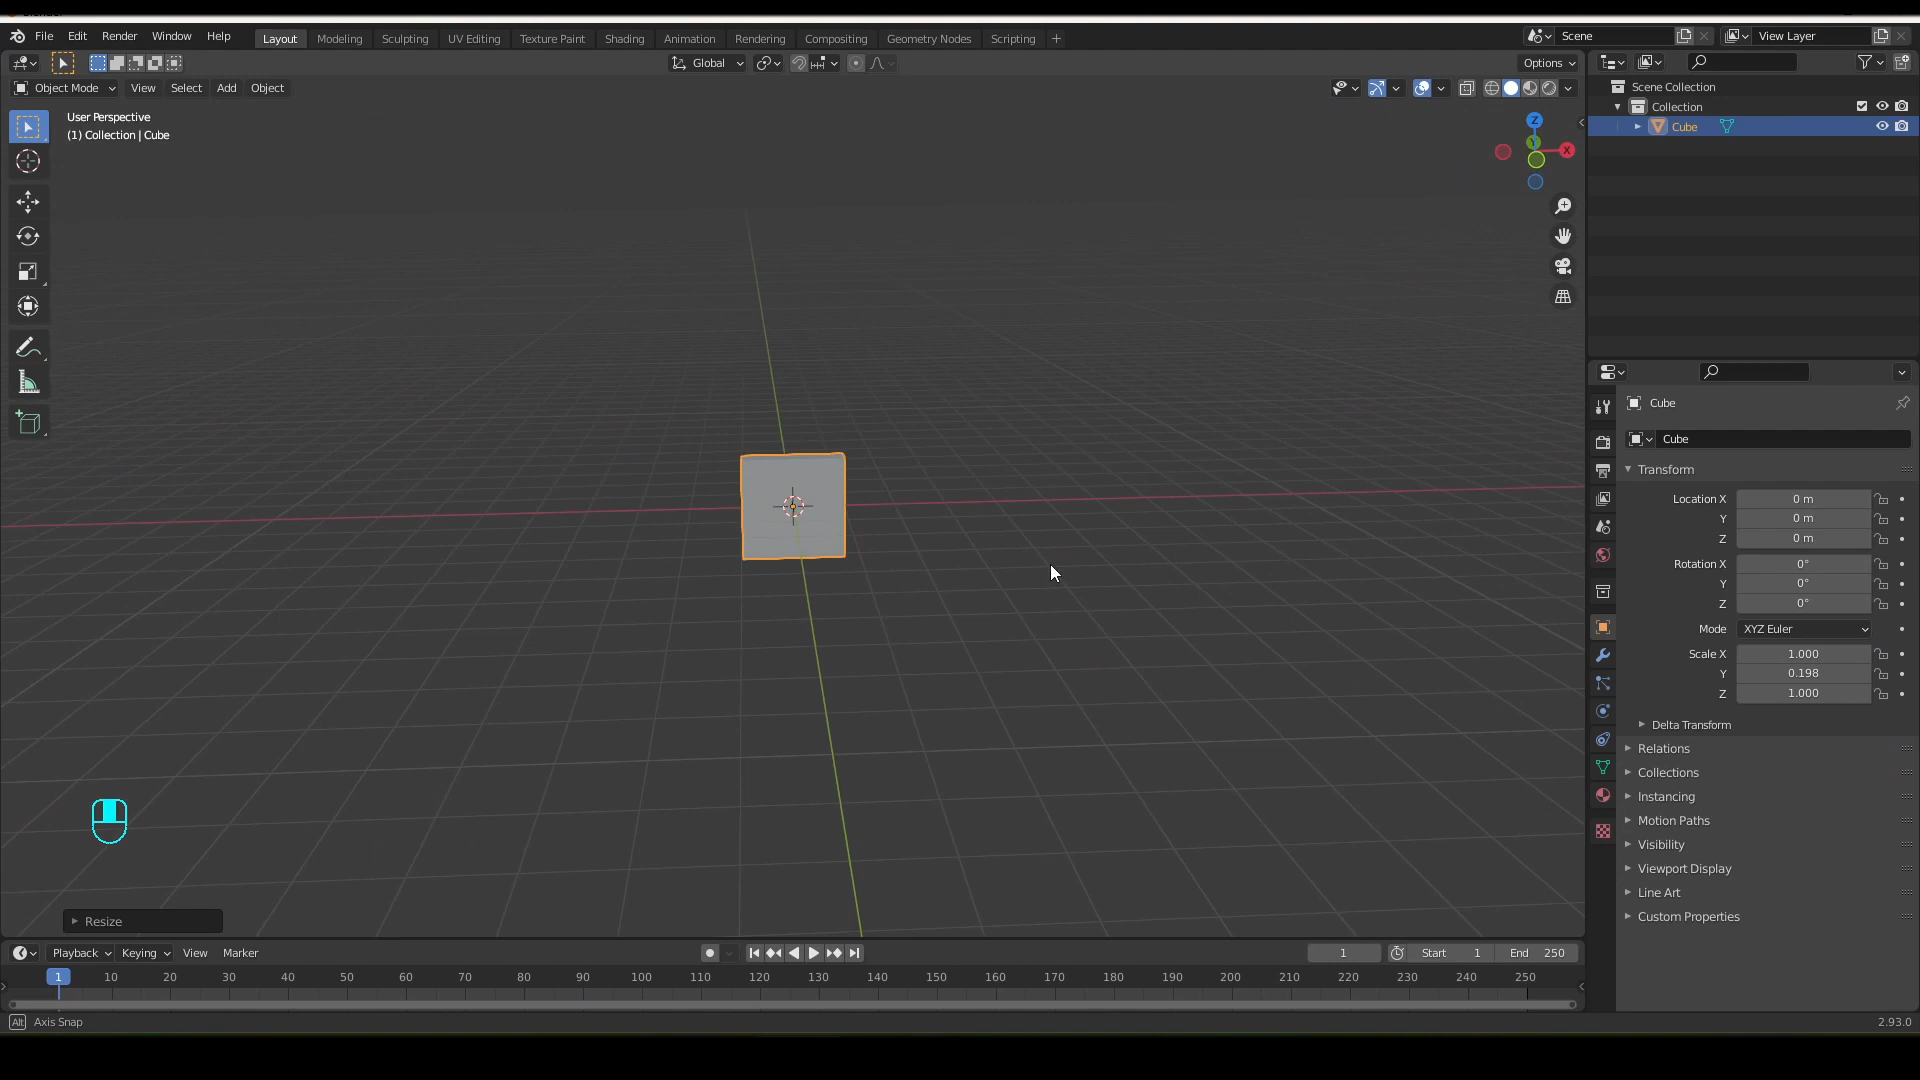 File Edit Render Window Help
Layout Modeling Sculpting UV Editing Texture Paint Shading Animation Rendering Compositing Geometry Nodes Scripting +
Scene
View Layer
Global
Options
Object Mode View Select Add Object
User Perspective
(1) Collection | Cube
Z
X
Scene Collection
Collection
Cube
Cube
Cube
Transform
Location X 0 m
Y 0 m
Z 0 m
Rotation X 0°
Y 0°
Z 0°
Mode XYZ Euler
Scale X 1.000
Y 0.198
Z 1.000
Delta Transform
Relations
Collections
Instancing
Motion Paths
Visibility
Viewport Display
Line Art
Custom Properties
Resize
Playback Keying View Marker
1
Start 1
End 250
1 10 20 30 40 50 60 70 80 90 100 110 120 130 140 150 160 170 180 190 200 210 220 230 240 250
Alt Axis Snap
2.93.0